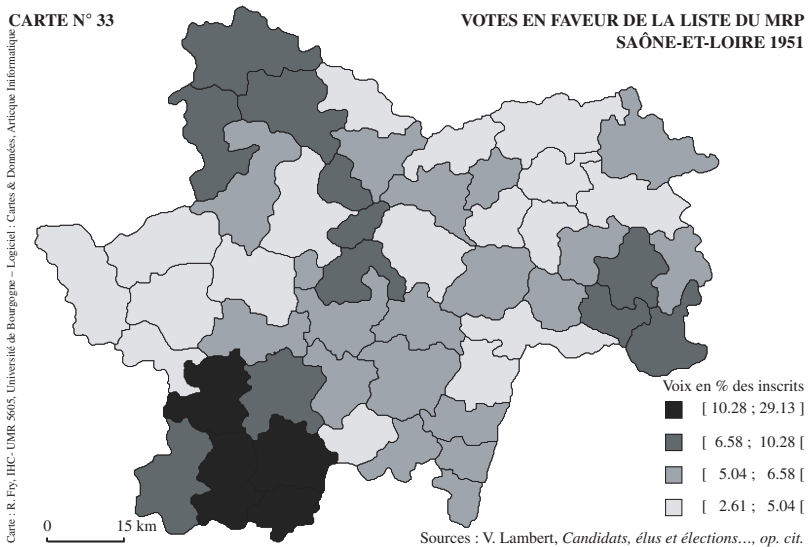 CARTE N° 33
VOTES EN FAVEUR DE LA LISTE DU MRP
SAÔNE-ET-LOIRE 1951
Carte : R. Fry, IHC- UMR 5605, Université de Bourgogne – Logiciel : Cartes & Données, Articque Iniformatique
Voix en % des inscrits
[ 10.28 ; 29.13 ]
[ 6.58 ; 10.28 [
[ 5.04 ; 6.58 [
[ 2.61 ; 5.04 [
0 15 km
Sources : V. Lambert, Candidats, élus et élections..., op. cit.